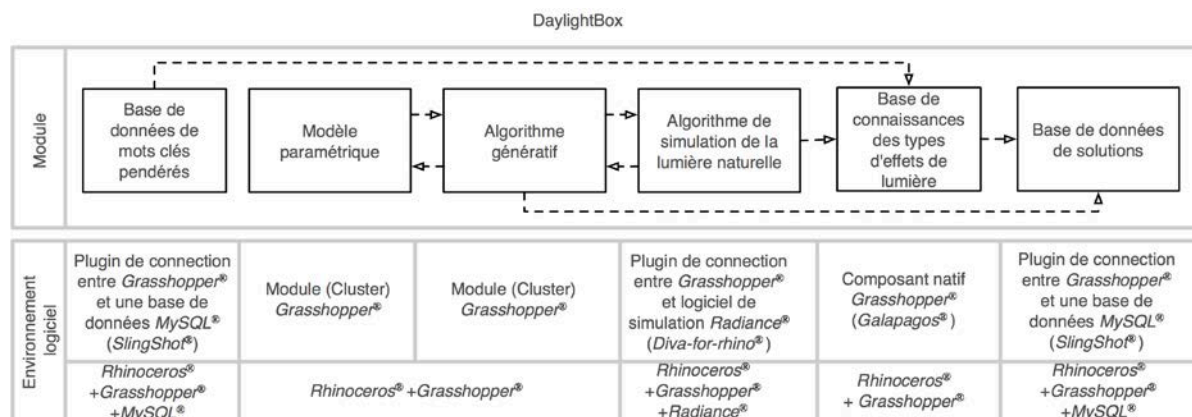 DaylightBox
Module
Base de
données de
mots clés
pendérés
Modèle
paramétrique
Algorithme
génératif
Algorithme de
simulation de la
lumière naturelle
Base de
connaissances
des types
d'effets de
lumière
Base de données
de solutions
Environnement
logiciel
Plugin de connection
entre Grasshopper®
et une base de
données MySQL®
(SlingShot®)
Module (Cluster)
Grasshopper®
Module (Cluster)
Grasshopper®
Plugin de connection
entre Grasshopper®
et logiciel de
simulation Radiance®
(Diva-for-rhino®)
Composant natif
Grasshopper®
(Galapagos®)
Plugin de connection
entre Grasshopper®
et une base de
données MySQL®
(SlingShot®)
Rhinoceros®
+Grasshopper®
+MySQL®
Rhinoceros® +Grasshopper®
Rhinoceros®
+Grasshopper®
+Radiance®
Rhinoceros®
+ Grasshopper®
Rhinoceros®
+Grasshopper®
+MySQL®